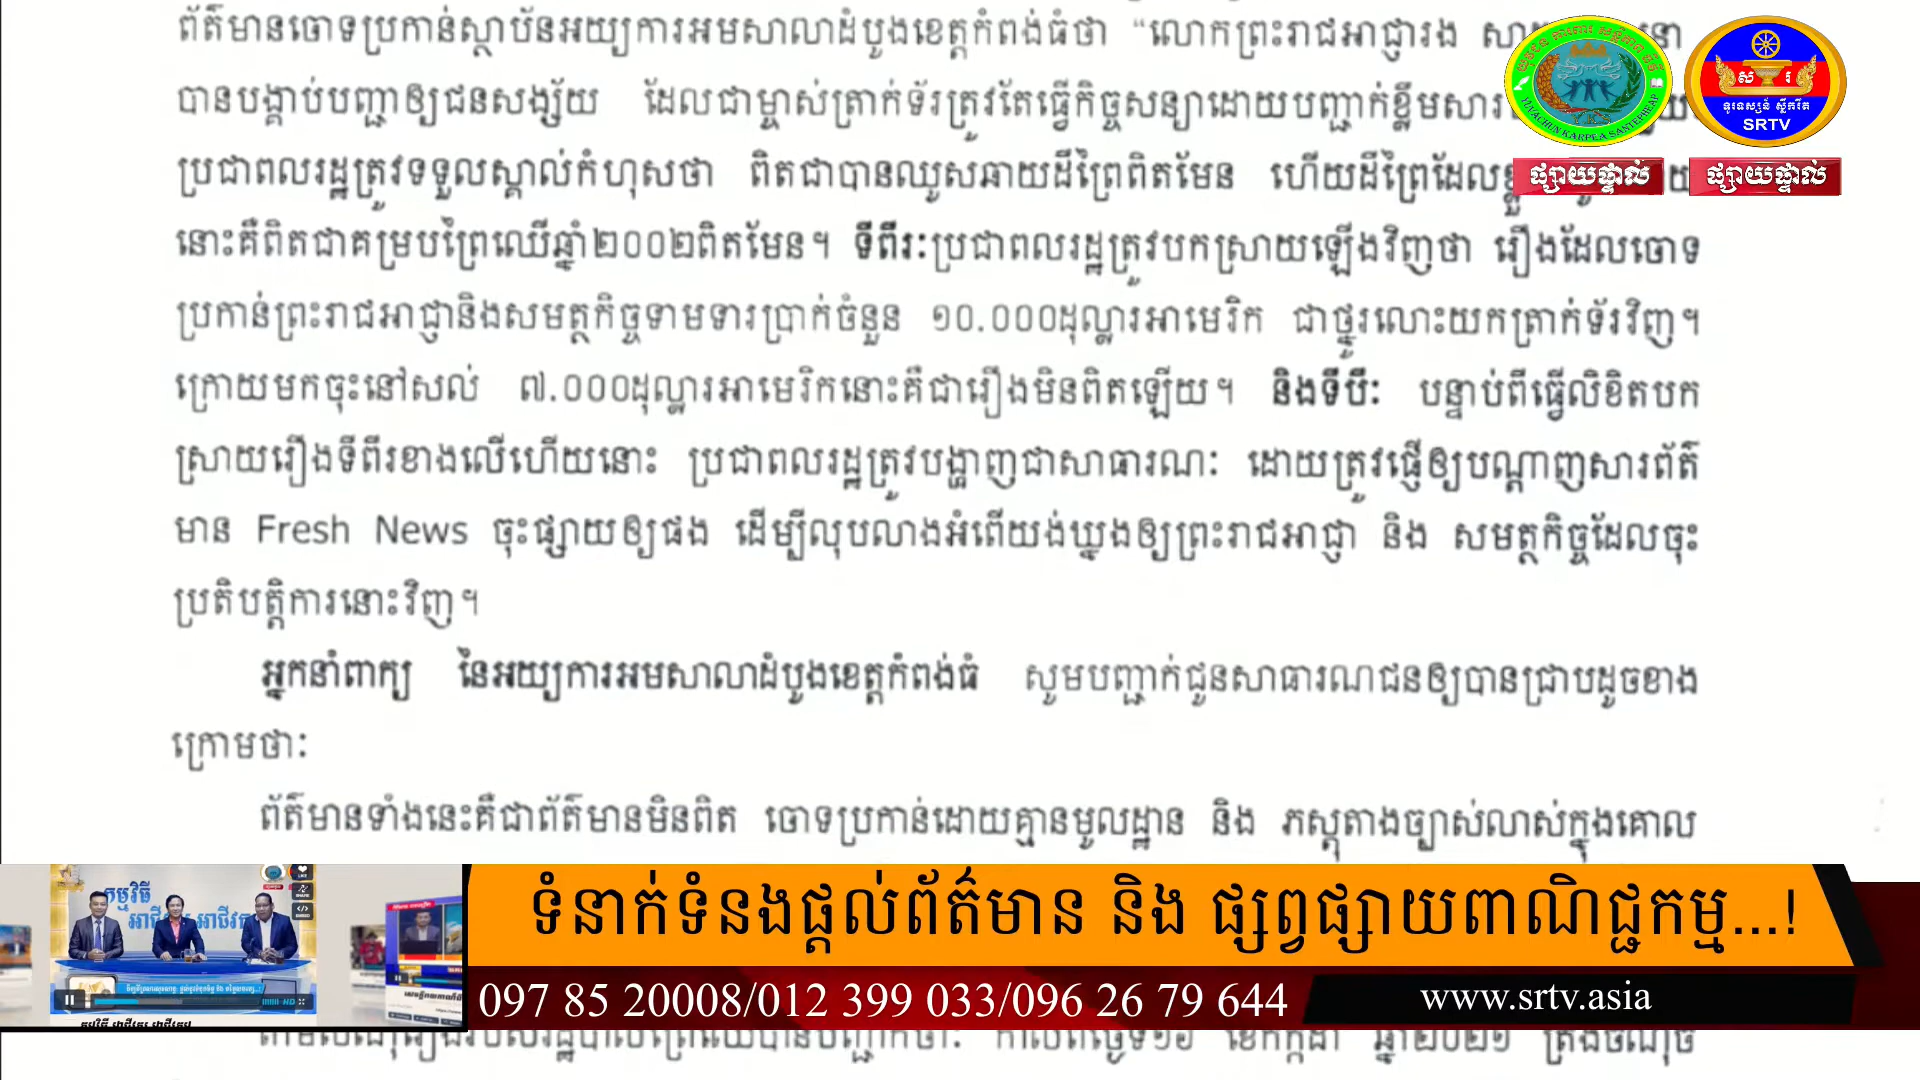 ព័ត៌មានចោទប្រកាន់ស្ថាប័នអយ្យការអមសាលាដំបូងខេត្តកំពង់ធំថា “លោកព្រះរាជអាជ្ញារង
បានបង្គាប់បញ្ជាឲ្យជនសង្ស័យ ដែលជាម្ចាស់ត្រាក់ទ័រត្រូវតែធ្វើកិច្ចសន្យាដោយបញ្ជាក់ខ្លឹមសារ
ប្រជាពលរដ្ឋត្រូវទទួលស្គាល់កំហុសថា ពិតជាបានឈូសឆាយដីព្រៃពិតមែន ហើយដីព្រៃដែល
នោះគឺពិតជាគម្របព្រៃឈើឆ្នាំ២០០២ពិតមែន។ ទីពីរៈប្រជាពលរដ្ឋត្រូវបកស្រាយឡើងវិញថា រឿងដែលចោទ
ប្រកាន់ព្រះរាជអាជ្ញានិងសមត្ថកិច្ចទាមទារប្រាក់ចំនួន ១០.០០០ដុល្លារអាមេរិក ជាថ្នូរលោះយកត្រាក់ទ័រវិញ។
ក្រោយមកចុះនៅសល់ ៧.០០០ដុល្លារអាមេរិកនោះគឺជារឿងមិនពិតឡើយ។ និងទីបីៈ បន្ទាប់ពីធ្វើលិខិតបក
ស្រាយរឿងទីពីរខាងលើហើយនោះ ប្រជាពលរដ្ឋត្រូវបង្ហាញជាសាធារណៈ ដោយត្រូវផ្ញើឲ្យបណ្តាញសារព័ត៌
មាន Fresh News ចុះផ្សាយឲ្យផង ដើម្បីលុបលាងអំពើយង់ឃ្នងឲ្យព្រះរាជអាជ្ញា និង សមត្ថកិច្ចដែលចុះ
ប្រតិបត្តិការនោះវិញ។
អ្នកនាំពាក្យ នៃអយ្យការអមសាលាដំបូងខេត្តកំពង់ធំ សូមបញ្ជាក់ជូនសាធារណជនឲ្យបានជ្រាបដូចខាង
ក្រោមថាៈ
ព័ត៌មានទាំងនេះគឺជាព័ត៌មានមិនពិត ចោទប្រកាន់ដោយគ្មានមូលដ្ឋាន និង ភស្តុតាងច្បាស់លាស់ក្នុងគោល
YUVACHUN KARPEA SANTEPHEAP
ស រ
ទូរទស្សន៍ ស្ទឹករីត
SRTV
ផ្សាយផ្ទាល់
ផ្សាយផ្ទាល់
ទំនាក់ទំនងផ្តល់ព័ត៌មាន និង ផ្សព្វផ្សាយពាណិជ្ជកម្ម...!
097 85 20008/012 399 033/096 26 79 644
www.srtv.asia
កម្មវិធី